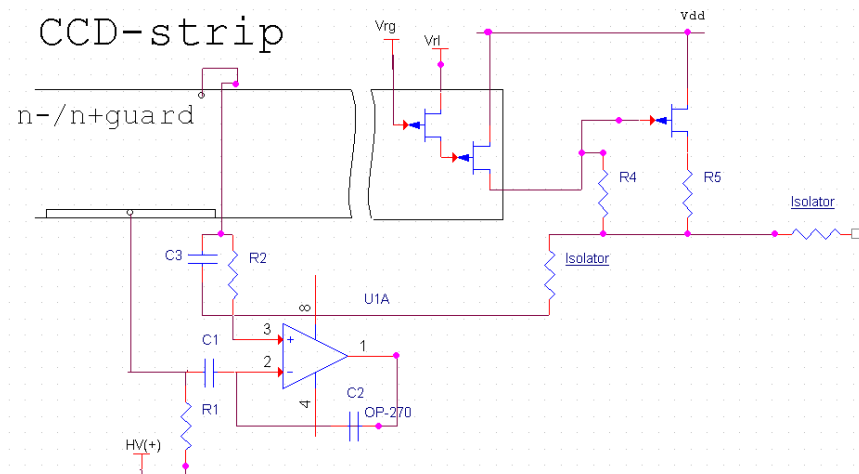 CCD-strip
Vrg
Vrl
Vdd
n-/n+guard
R4
R5
Isolator
Isolator
C3
R2
8
U1A
3
+
1
C1
2
-
C2
4
OP-270
R1
HV(+)